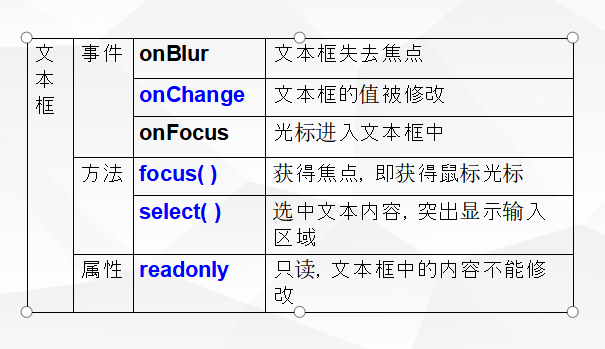 文本框
事件
onBlur
文本框失去焦点
onChange
文本框的值被修改
onFocus
光标进入文本框中
方法
focus( )
获得焦点, 即获得鼠标光标
select( )
选中文本内容, 突出显示输入
区域
属性
readonly
只读, 文本框中的内容不能修
改